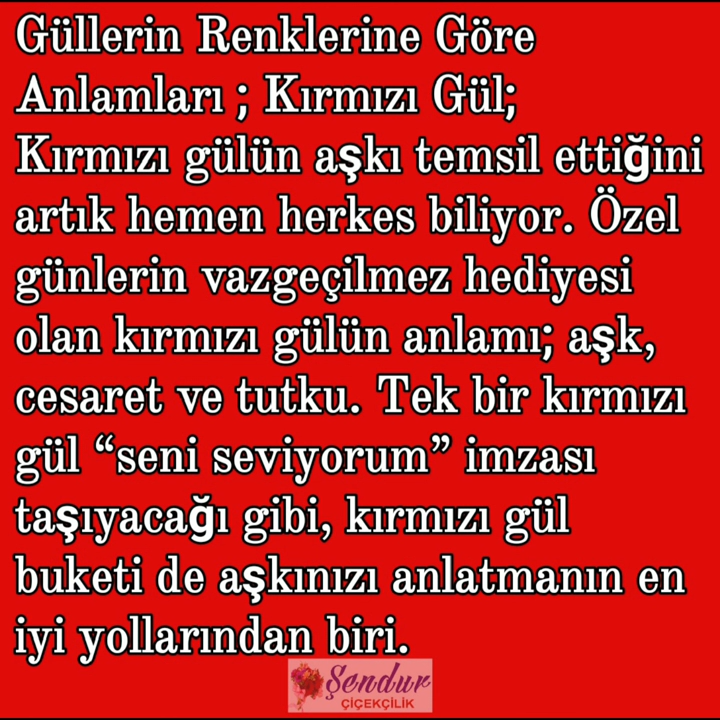 Güllerin Renklerine Göre
Anlamları ; Kırmızı Gül;
Kırmızı gülün aşkı temsil ettiğini
artık hemen herkes biliyor. Özel
günlerin vazgeçilmez hediyesi
olan kırmızı gülün anlamı; aşk,
cesaret ve tutku. Tek bir kırmızı
gül “seni seviyorum” imzası
taşıyacağı gibi, kırmızı gül
buketi de aşkınızı anlatmanın en
iyi yollarından biri.
Şendur
ÇİÇEKÇİLİK